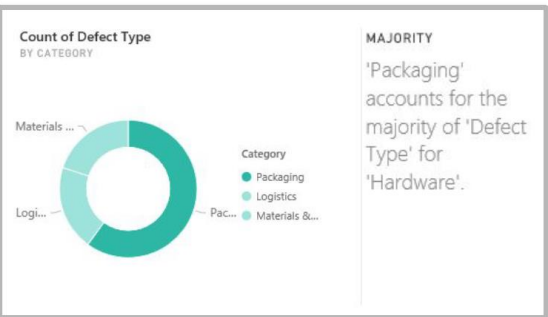 Count of Defect Type
BY CATEGORY
Materials ...
Logi...
Pac...
Category
Packaging
Logistics
Materials &...
MAJORITY
'Packaging'
accounts for the
majority of 'Defect
Type' for
'Hardware'.